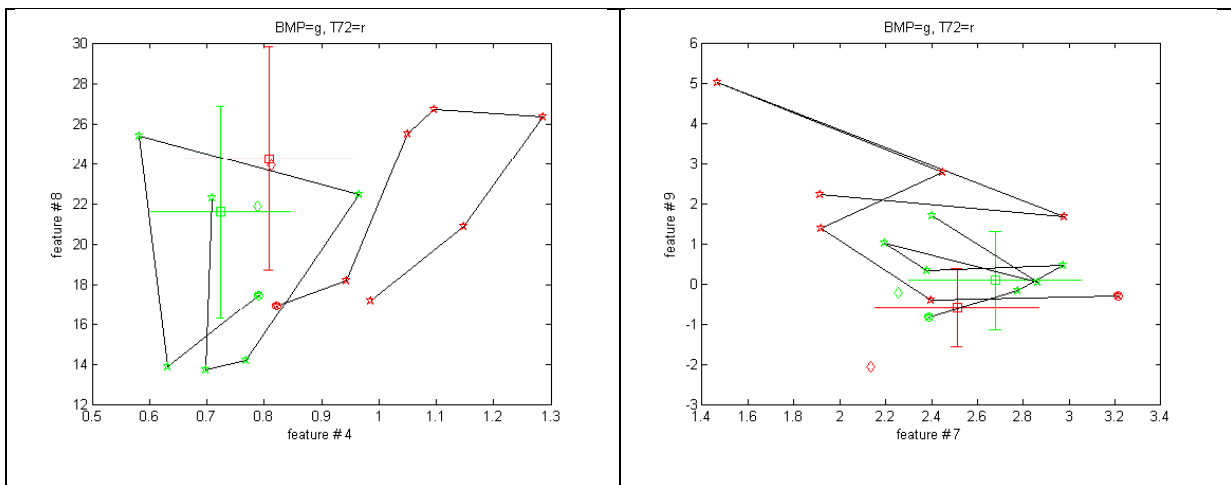 BMP=g, T72=r
30
28
26
24
22
20
18
16
14
12
feature #8
0.5 0.6 0.7 0.8 0.9 1 1.1 1.2 1.3
feature #4
BMP=g, T72=r
6
5
4
3
2
1
0
-1
-2
-3
feature #9
1.4 1.6 1.8 2 2.2 2.4 2.6 2.8 3 3.2 3.4
feature #7